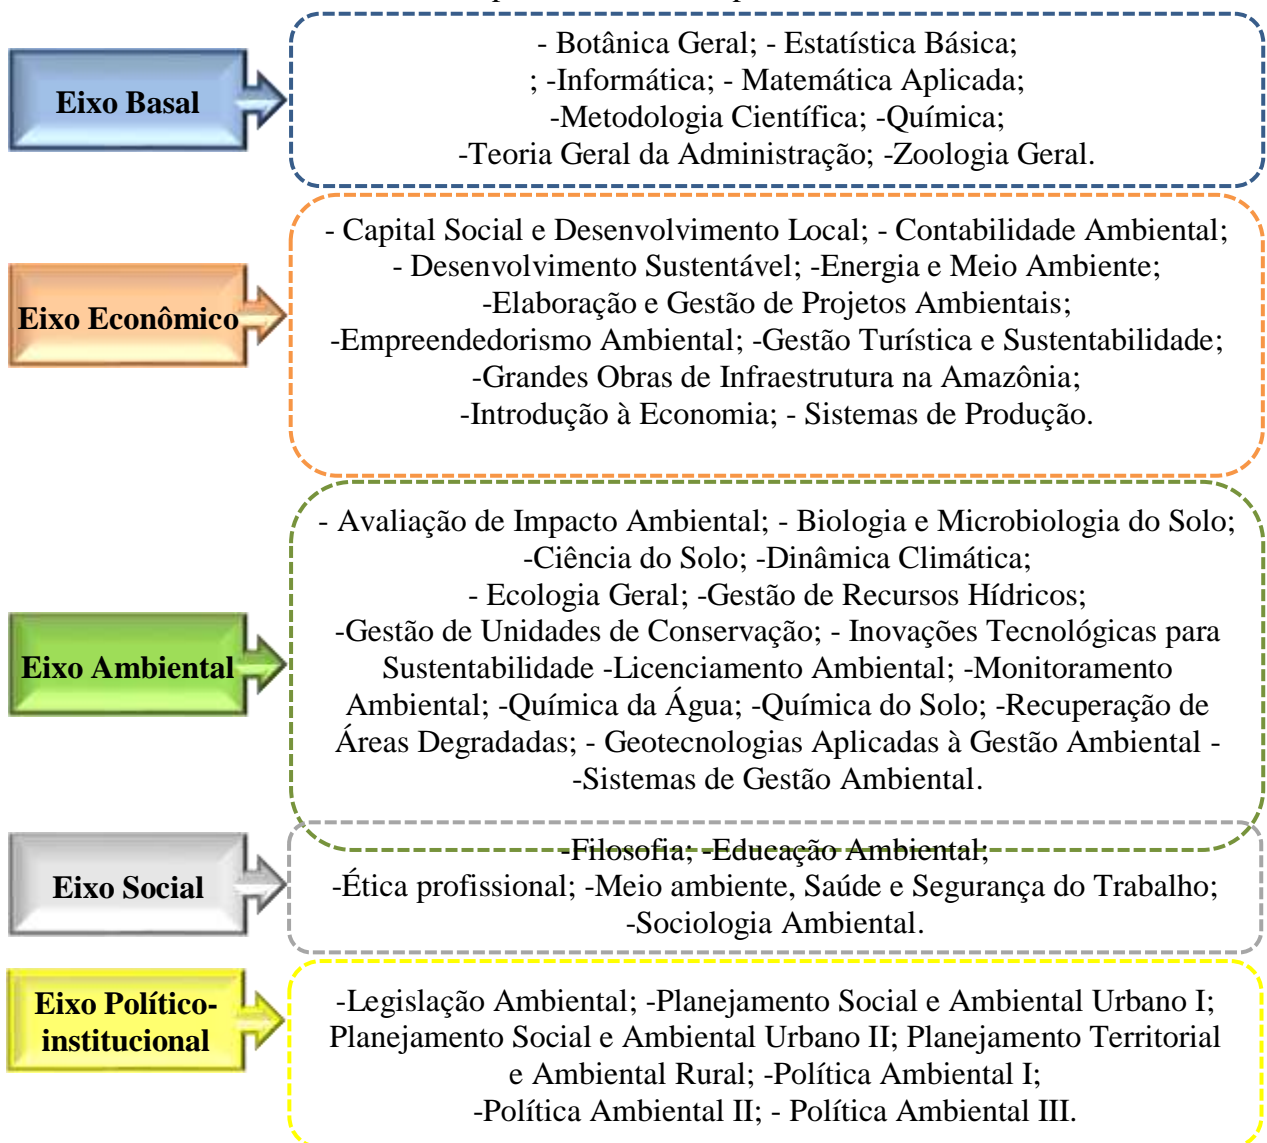 - Botânica Geral; - Estatística Básica;
; -Informática; - Matemática Aplicada;
Eixo Basal
-Metodologia Científica; -Química;
-Teoria Geral da Administração; -Zoologia Geral.
- Capital Social e Desenvolvimento Local; - Contabilidade Ambiental;
- Desenvolvimento Sustentável; -Energia e Meio Ambiente;
-Elaboração e Gestão de Projetos Ambientais;
Eixo Econômico
-Empreendedorismo Ambiental; -Gestão Turística e Sustentabilidade;
-Grandes Obras de Infraestrutura na Amazônia;
-Introdução à Economia; - Sistemas de Produção.
- Avaliação de Impacto Ambiental; - Biologia e Microbiologia do Solo;
-Ciência do Solo; -Dinâmica Climática;
- Ecologia Geral; -Gestão de Recursos Hídricos;
-Gestão de Unidades de Conservação; - Inovações Tecnológicas para
Eixo Ambiental
Sustentabilidade -Licenciamento Ambiental; -Monitoramento
Ambiental; -Química da Água; -Química do Solo; -Recuperação de
Áreas Degradadas; - Geotecnologias Aplicadas à Gestão Ambiental -
-Sistemas de Gestão Ambiental.
-Filosofia; -Educação Ambiental;
Eixo Social
-Ética profissional; -Meio ambiente, Saúde e Segurança do Trabalho;
-Sociologia Ambiental.
Eixo Político-
institucional
-Legislação Ambiental; -Planejamento Social e Ambiental Urbano I;
Planejamento Social e Ambiental Urbano II; Planejamento Territorial
e Ambiental Rural; -Política Ambiental I;
-Política Ambiental II; - Política Ambiental III.